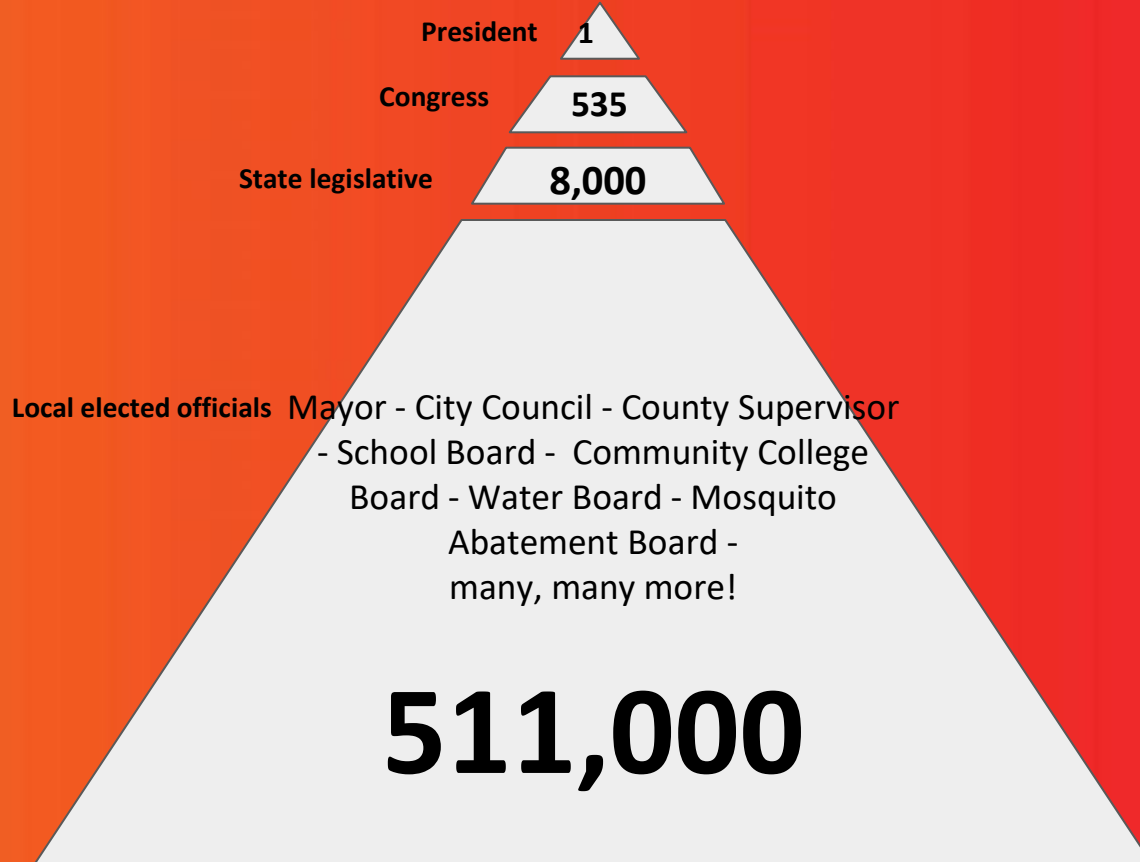 President 1
Congress 535
State legislative 8,000
Local elected officials Mayor - City Council - County Supervisor
- School Board - Community College
Board - Water Board - Mosquito
Abatement Board -
many, many more!
511,000